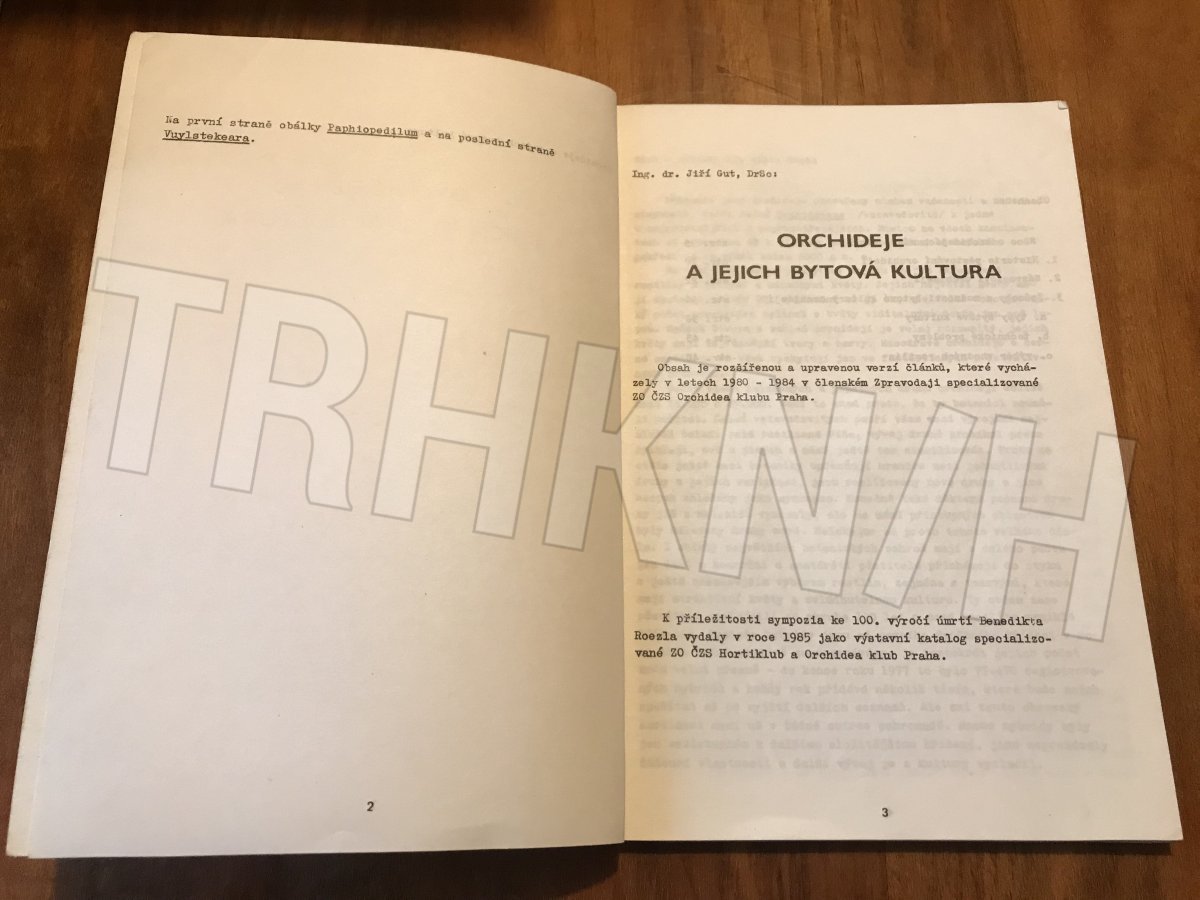 Na první straně obálky Paphiopedilum a na poslední straně
Vuylstekeara.
2
Ing. dr. Jiří Gut, DrSc:
ORCHIDEJE
A JEJICH BYTOVÁ KULTURA
Obsah je rozšířenou a upravenou verzí článků, které vychá-
zely v letech 1980 - 1984 v členském Zpravodaji specializované
ZO ČZS Orchidea klubu Praha.
K příležitosti sympozia ke 100. výročí úmrtí Benedikta
Roezla vydaly v roce 1985 jako výstavní katalog specializo-
vané ZO ČZS Hortiklub a Orchidea klub Praha.
3
TRHKNIH